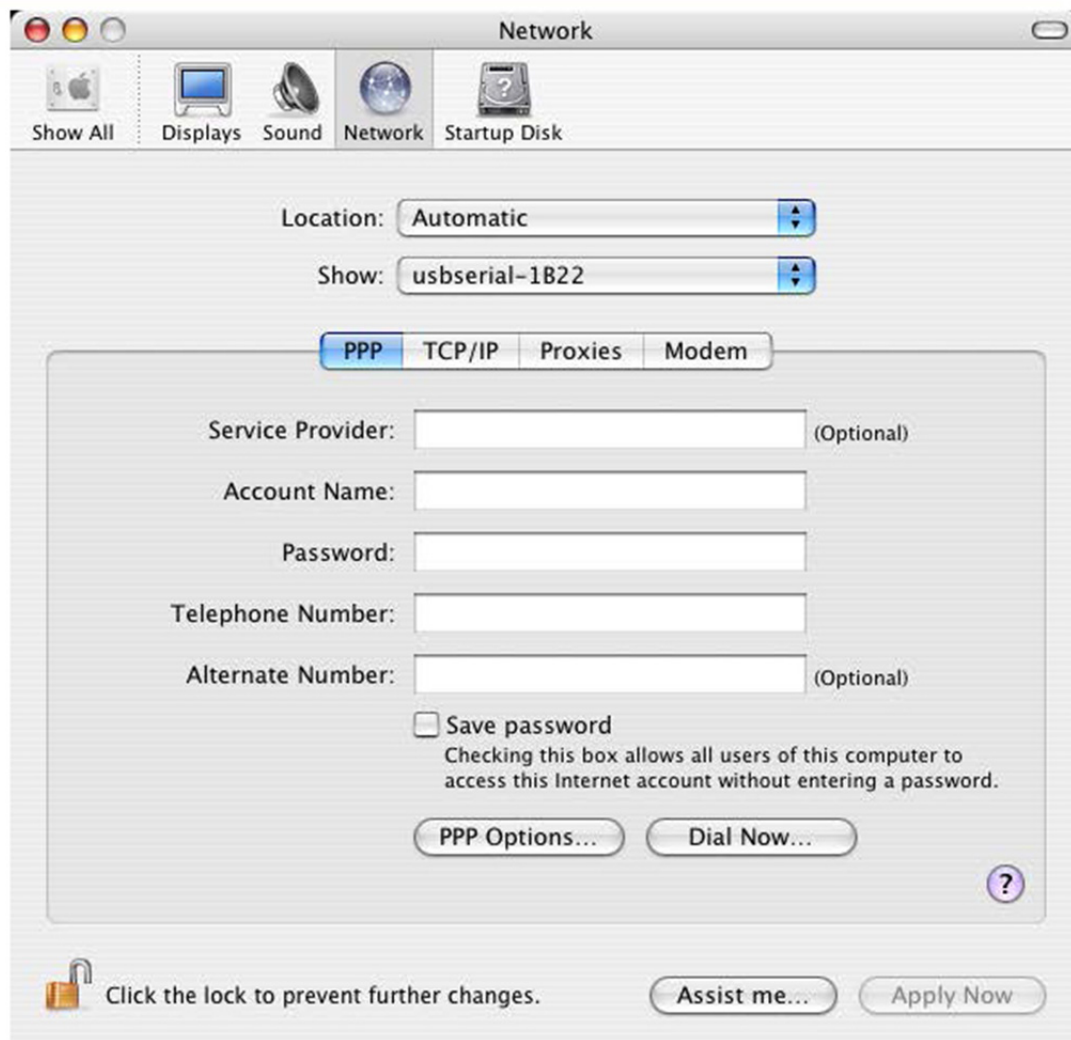 Network
Show All Displays Sound Network Startup Disk
Location: Automatic
Show: usbserial-1B22
PPP TCP/IP Proxies Modem
Service Provider: (Optional)
Account Name:
Password:
Telephone Number:
Alternate Number: (Optional)
Save password
Checking this box allows all users of this computer to
access this Internet account without entering a password.
PPP Options... Dial Now...
?
Click the lock to prevent further changes. Assist me... Apply Now